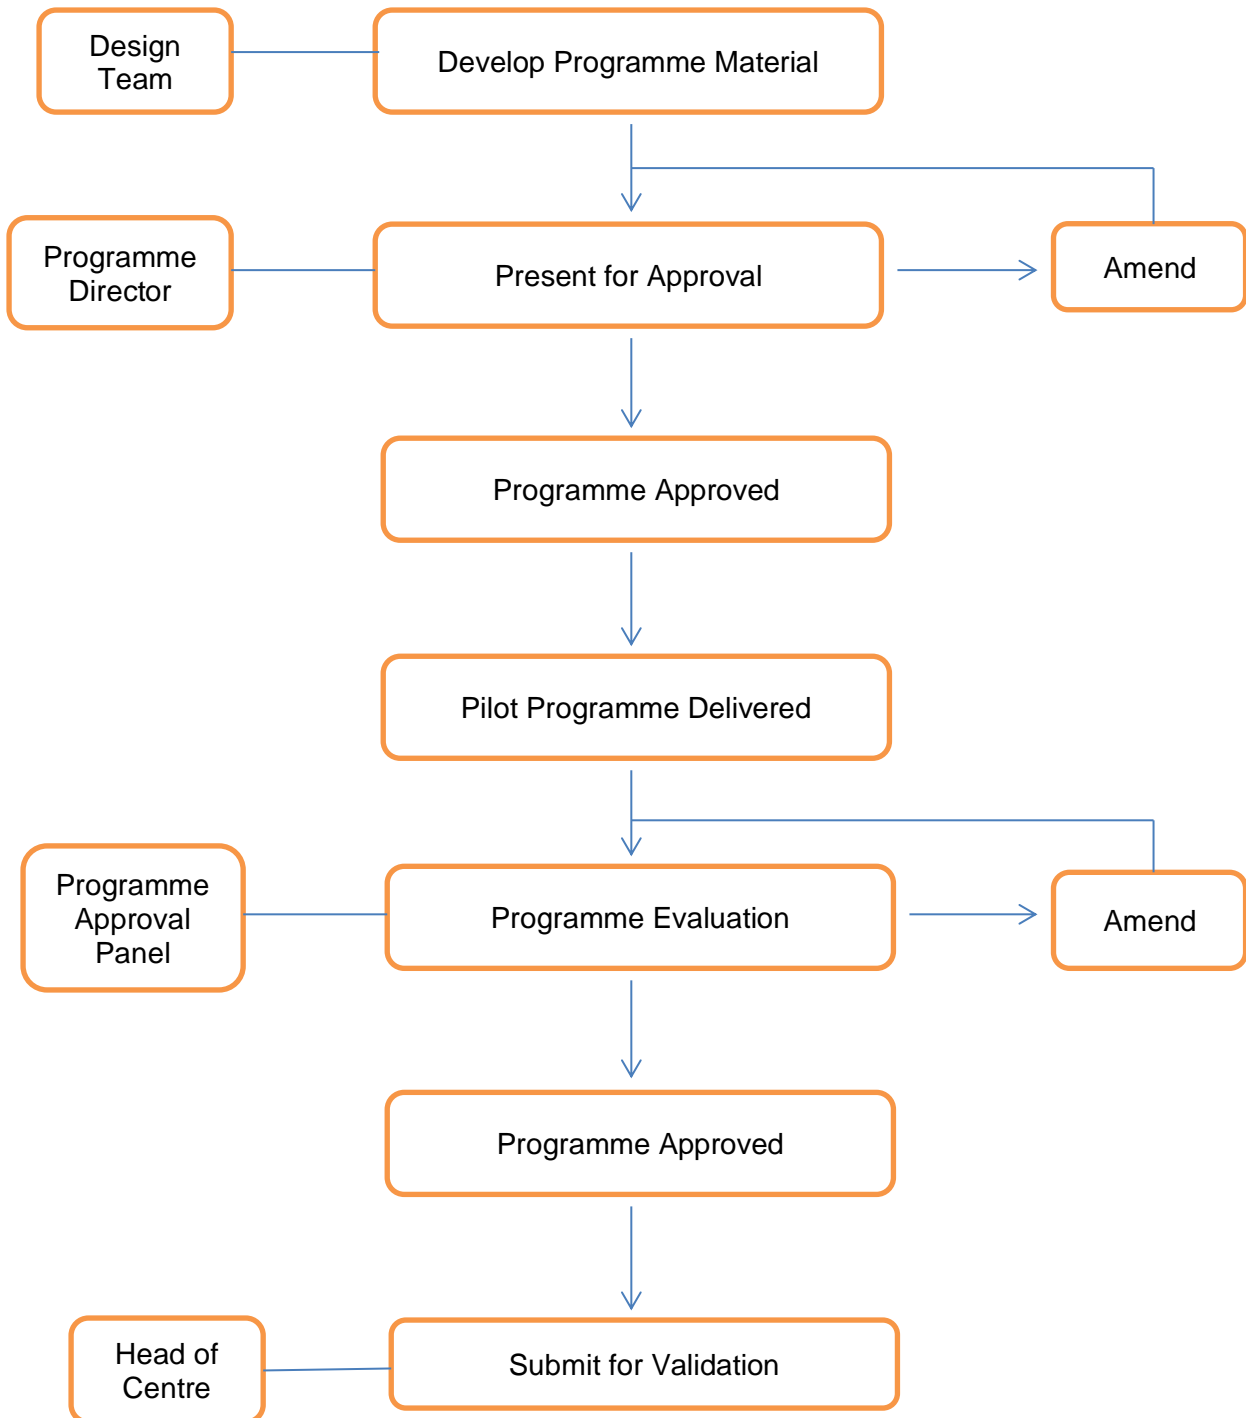 Design
Team
Develop Programme Material
Programme
Director
Present for Approval
Amend
Programme Approved
Pilot Programme Delivered
Programme
Approval
Panel
Programme Evaluation
Amend
Programme Approved
Head of
Centre
Submit for Validation